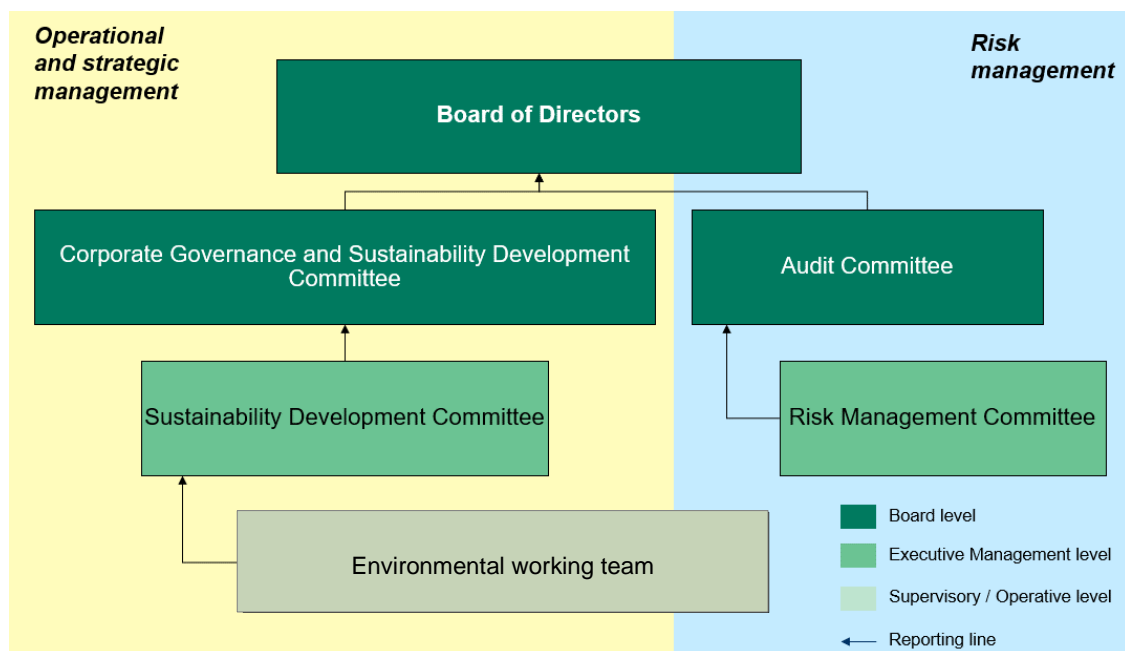 Operational
and strategic
management
Risk
management
Board of Directors
Corporate Governance and Sustainability Development
Committee
Audit Committee
Sustainability Development Committee
Risk Management Committee
Environmental working team
Board level
Executive Management level
Supervisory / Operative level
Reporting line